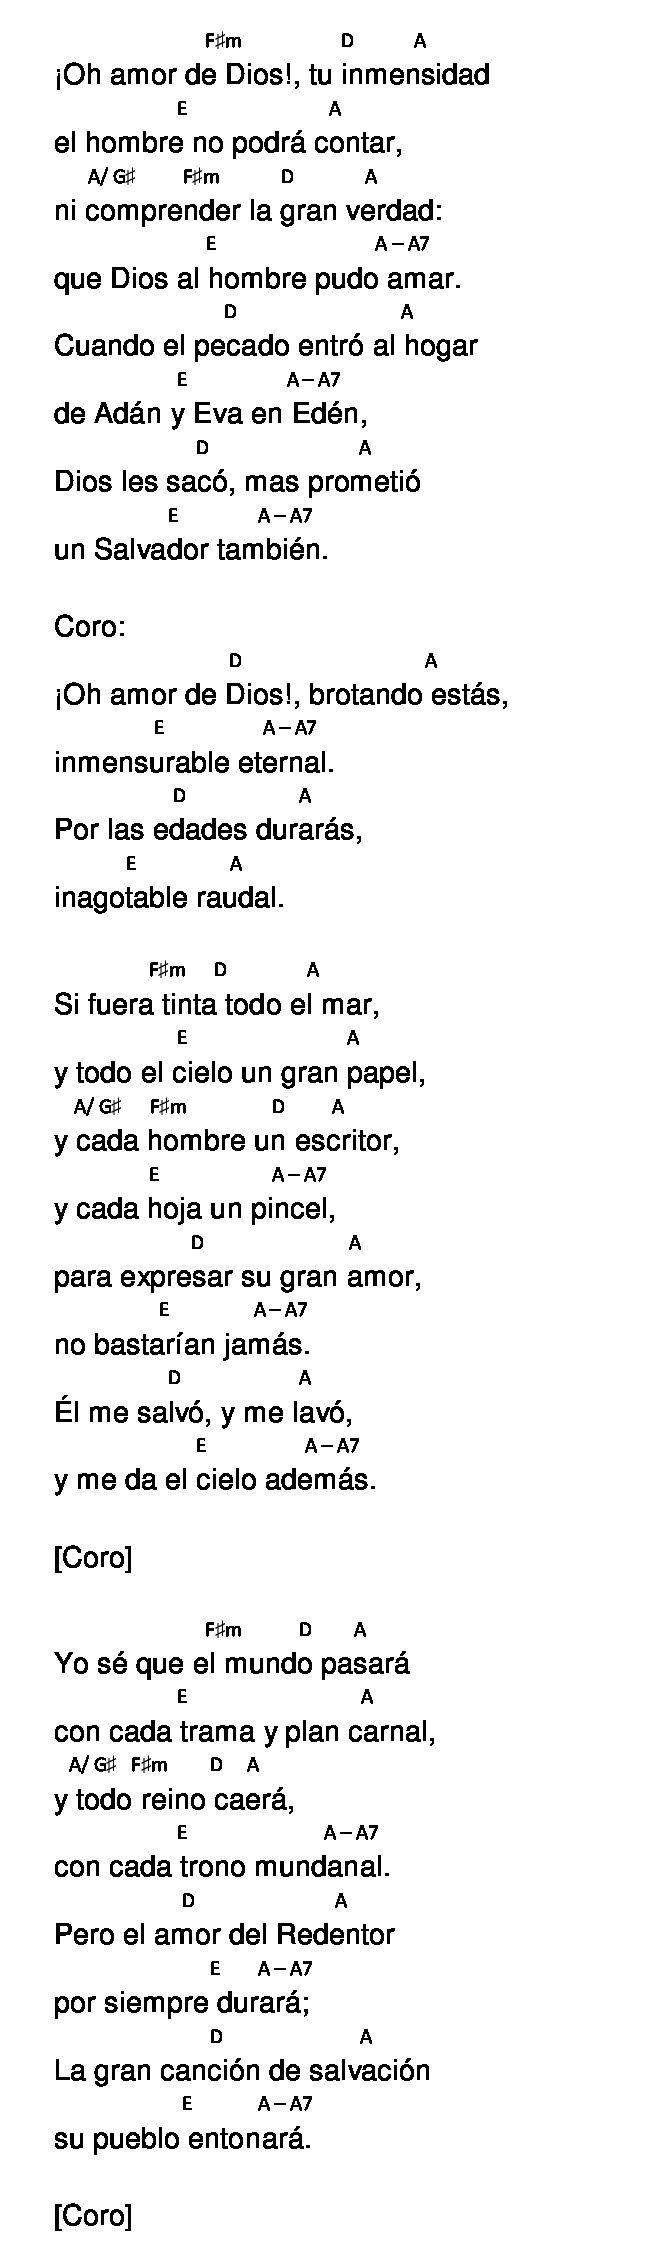 F♯m D A
¡Oh amor de Dios!, tu inmensidad
E A
el hombre no podrá contar,
A/G♯ F♯m D A
ni comprender la gran verdad:
E A–A7
que Dios al hombre pudo amar.
D A
Cuando el pecado entró al hogar
E A–A7
de Adán y Eva en Edén,
D A
Dios les sacó, mas prometió
E A–A7
un Salvador también.
Coro:
D A
¡Oh amor de Dios!, brotando estás,
E A–A7
inmensurable eternal.
D A
Por las edades durarás,
E A
inagotable raudal.
F♯m D A
Si fuera tinta todo el mar,
E A
y todo el cielo un gran papel,
A/G♯ F♯m D A
y cada hombre un escritor,
E A–A7
y cada hoja un pincel,
D A
para expresar su gran amor,
E A–A7
no bastarían jamás.
D A
Él me salvó, y me lavó,
E A–A7
y me da el cielo además.
[Coro]
F♯m D A
Yo sé que el mundo pasará
E A
con cada trama y plan carnal,
A/G♯ F♯m D A
y todo reino caerá,
E A–A7
con cada trono mundanal.
D A
Pero el amor del Redentor
E A–A7
por siempre durará;
D A
La gran canción de salvación
E A–A7
su pueblo entonará.
[Coro]